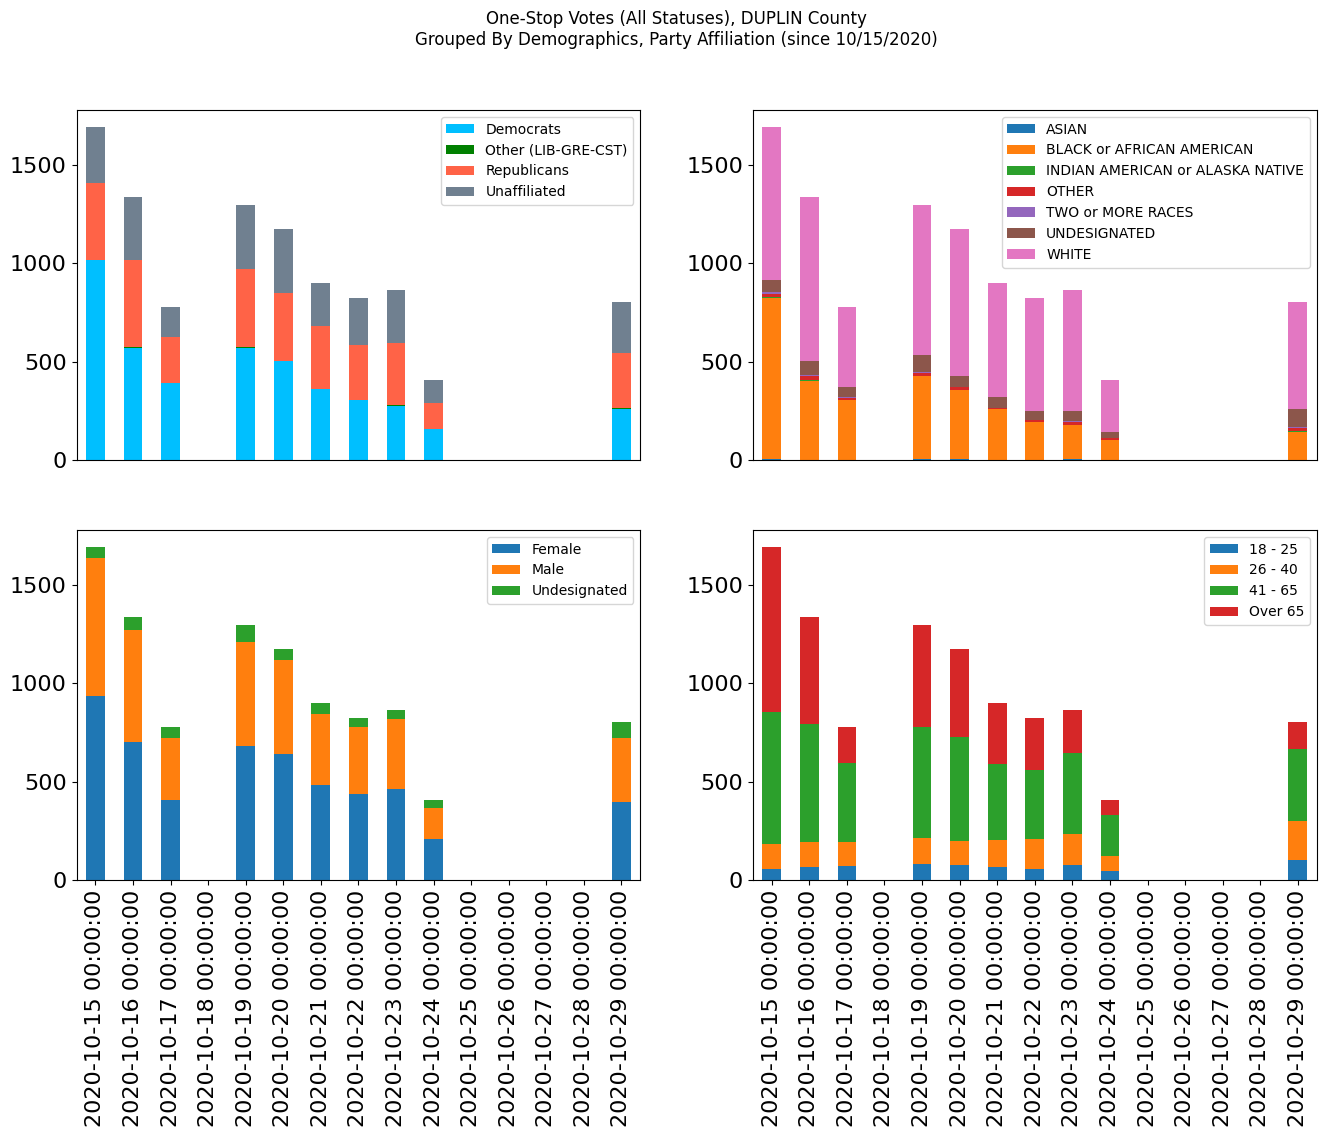 One-Stop Votes (All Statuses), DUPLIN County
Grouped By Demographics, Party Affiliation (since 10/15/2020)
1500
1000
500
0
Democrats
Other (LIB-GRE-CST)
Republicans
Unaffiliated
1500
1000
500
0
ASIAN
BLACK or AFRICAN AMERICAN
INDIAN AMERICAN or ALASKA NATIVE
OTHER
TWO or MORE RACES
UNDESIGNATED
WHITE
1500
1000
500
0
Female
Male
Undesignated
2020-10-15 00:00:00
2020-10-16 00:00:00
2020-10-17 00:00:00
2020-10-18 00:00:00
2020-10-19 00:00:00
2020-10-20 00:00:00
2020-10-21 00:00:00
2020-10-22 00:00:00
2020-10-23 00:00:00
2020-10-24 00:00:00
2020-10-25 00:00:00
2020-10-26 00:00:00
2020-10-27 00:00:00
2020-10-28 00:00:00
2020-10-29 00:00:00
1500
1000
500
0
18 - 25
26 - 40
41 - 65
Over 65
2020-10-15 00:00:00
2020-10-16 00:00:00
2020-10-17 00:00:00
2020-10-18 00:00:00
2020-10-19 00:00:00
2020-10-20 00:00:00
2020-10-21 00:00:00
2020-10-22 00:00:00
2020-10-23 00:00:00
2020-10-24 00:00:00
2020-10-25 00:00:00
2020-10-26 00:00:00
2020-10-27 00:00:00
2020-10-28 00:00:00
2020-10-29 00:00:00